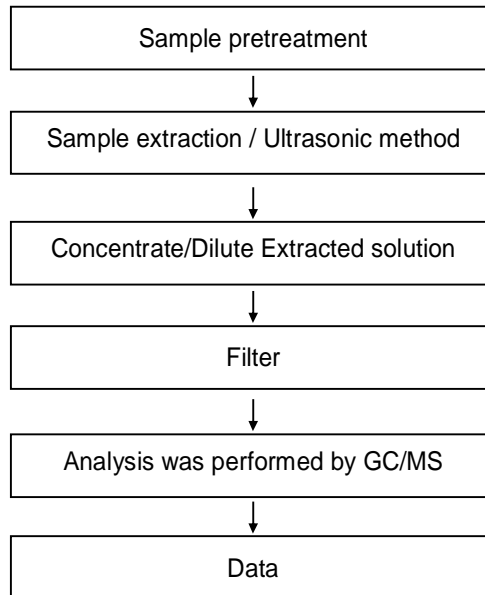 Sample pretreatment
Sample extraction / Ultrasonic method
Concentrate/Dilute Extracted solution
Filter
Analysis was performed by GC/MS
Data